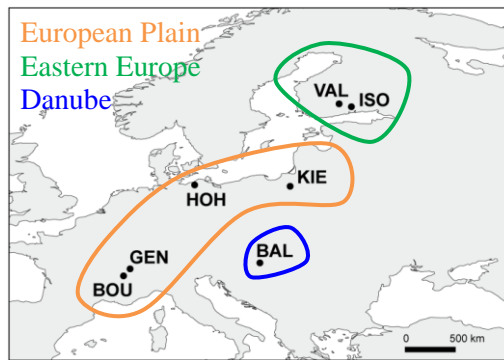 European Plain
Eastern Europe
Danube
VAL
ISO
KIE
HOH
GEN
BOU
BAL
0 500 km